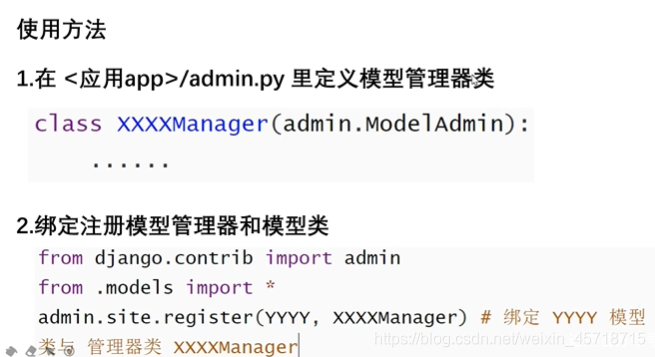 使用方法
1.在 <应用app>/admin.py 里定义模型管理器类
class XXXXManager(admin.ModelAdmin):
......
2.绑定注册模型管理器和模型类
from django.contrib import admin
from .models import *
admin.site.register(YYYY, XXXXManager) # 绑定 YYYY 模型
类与 管理器类 XXXXManager
https://blog.csdn.net/weixin_45718715